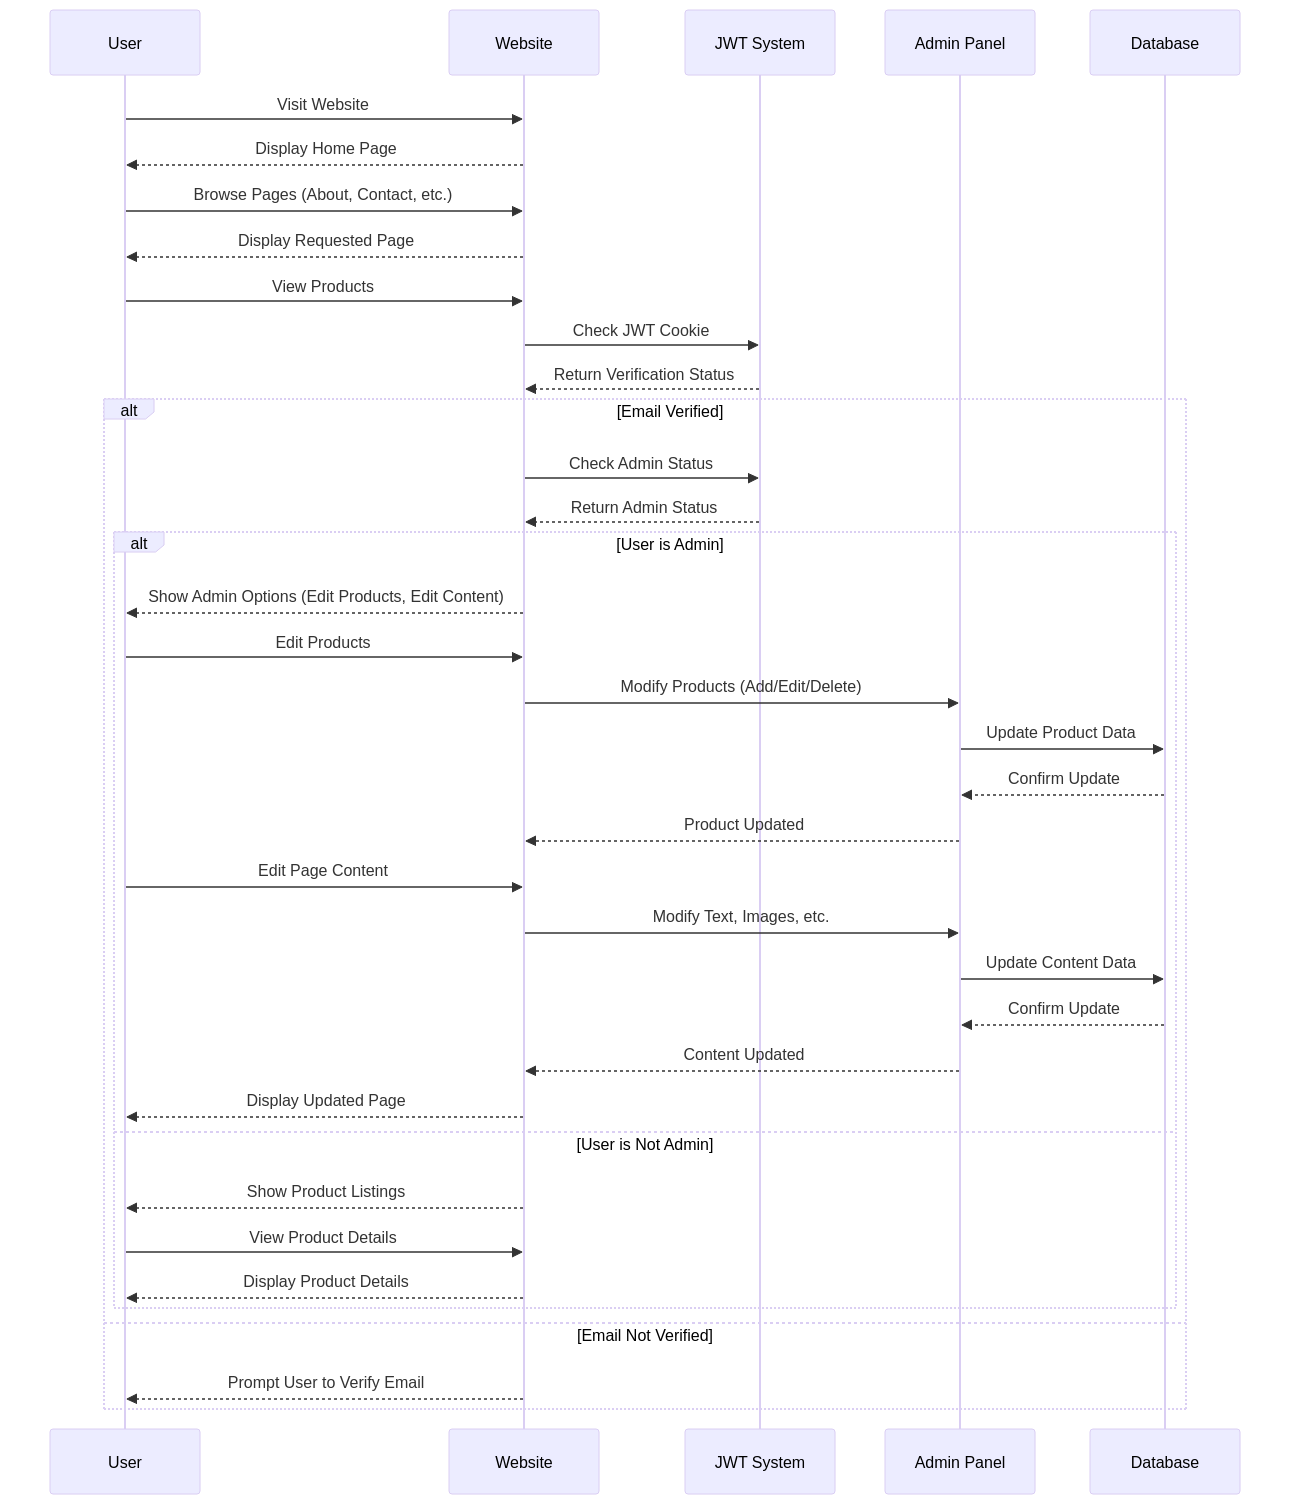 User
Website
JWT System
Admin Panel
Database
Visit Website
Display Home Page
Browse Pages (About, Contact, etc.)
Display Requested Page
View Products
Check JWT Cookie
Return Verification Status
alt
[Email Verified]
Check Admin Status
Return Admin Status
alt
[User is Admin]
Show Admin Options (Edit Products, Edit Content)
Edit Products
Modify Products (Add/Edit/Delete)
Update Product Data
Confirm Update
Product Updated
Edit Page Content
Modify Text, Images, etc.
Update Content Data
Confirm Update
Content Updated
Display Updated Page
[User is Not Admin]
Show Product Listings
View Product Details
Display Product Details
[Email Not Verified]
Prompt User to Verify Email
User
Website
JWT System
Admin Panel
Database